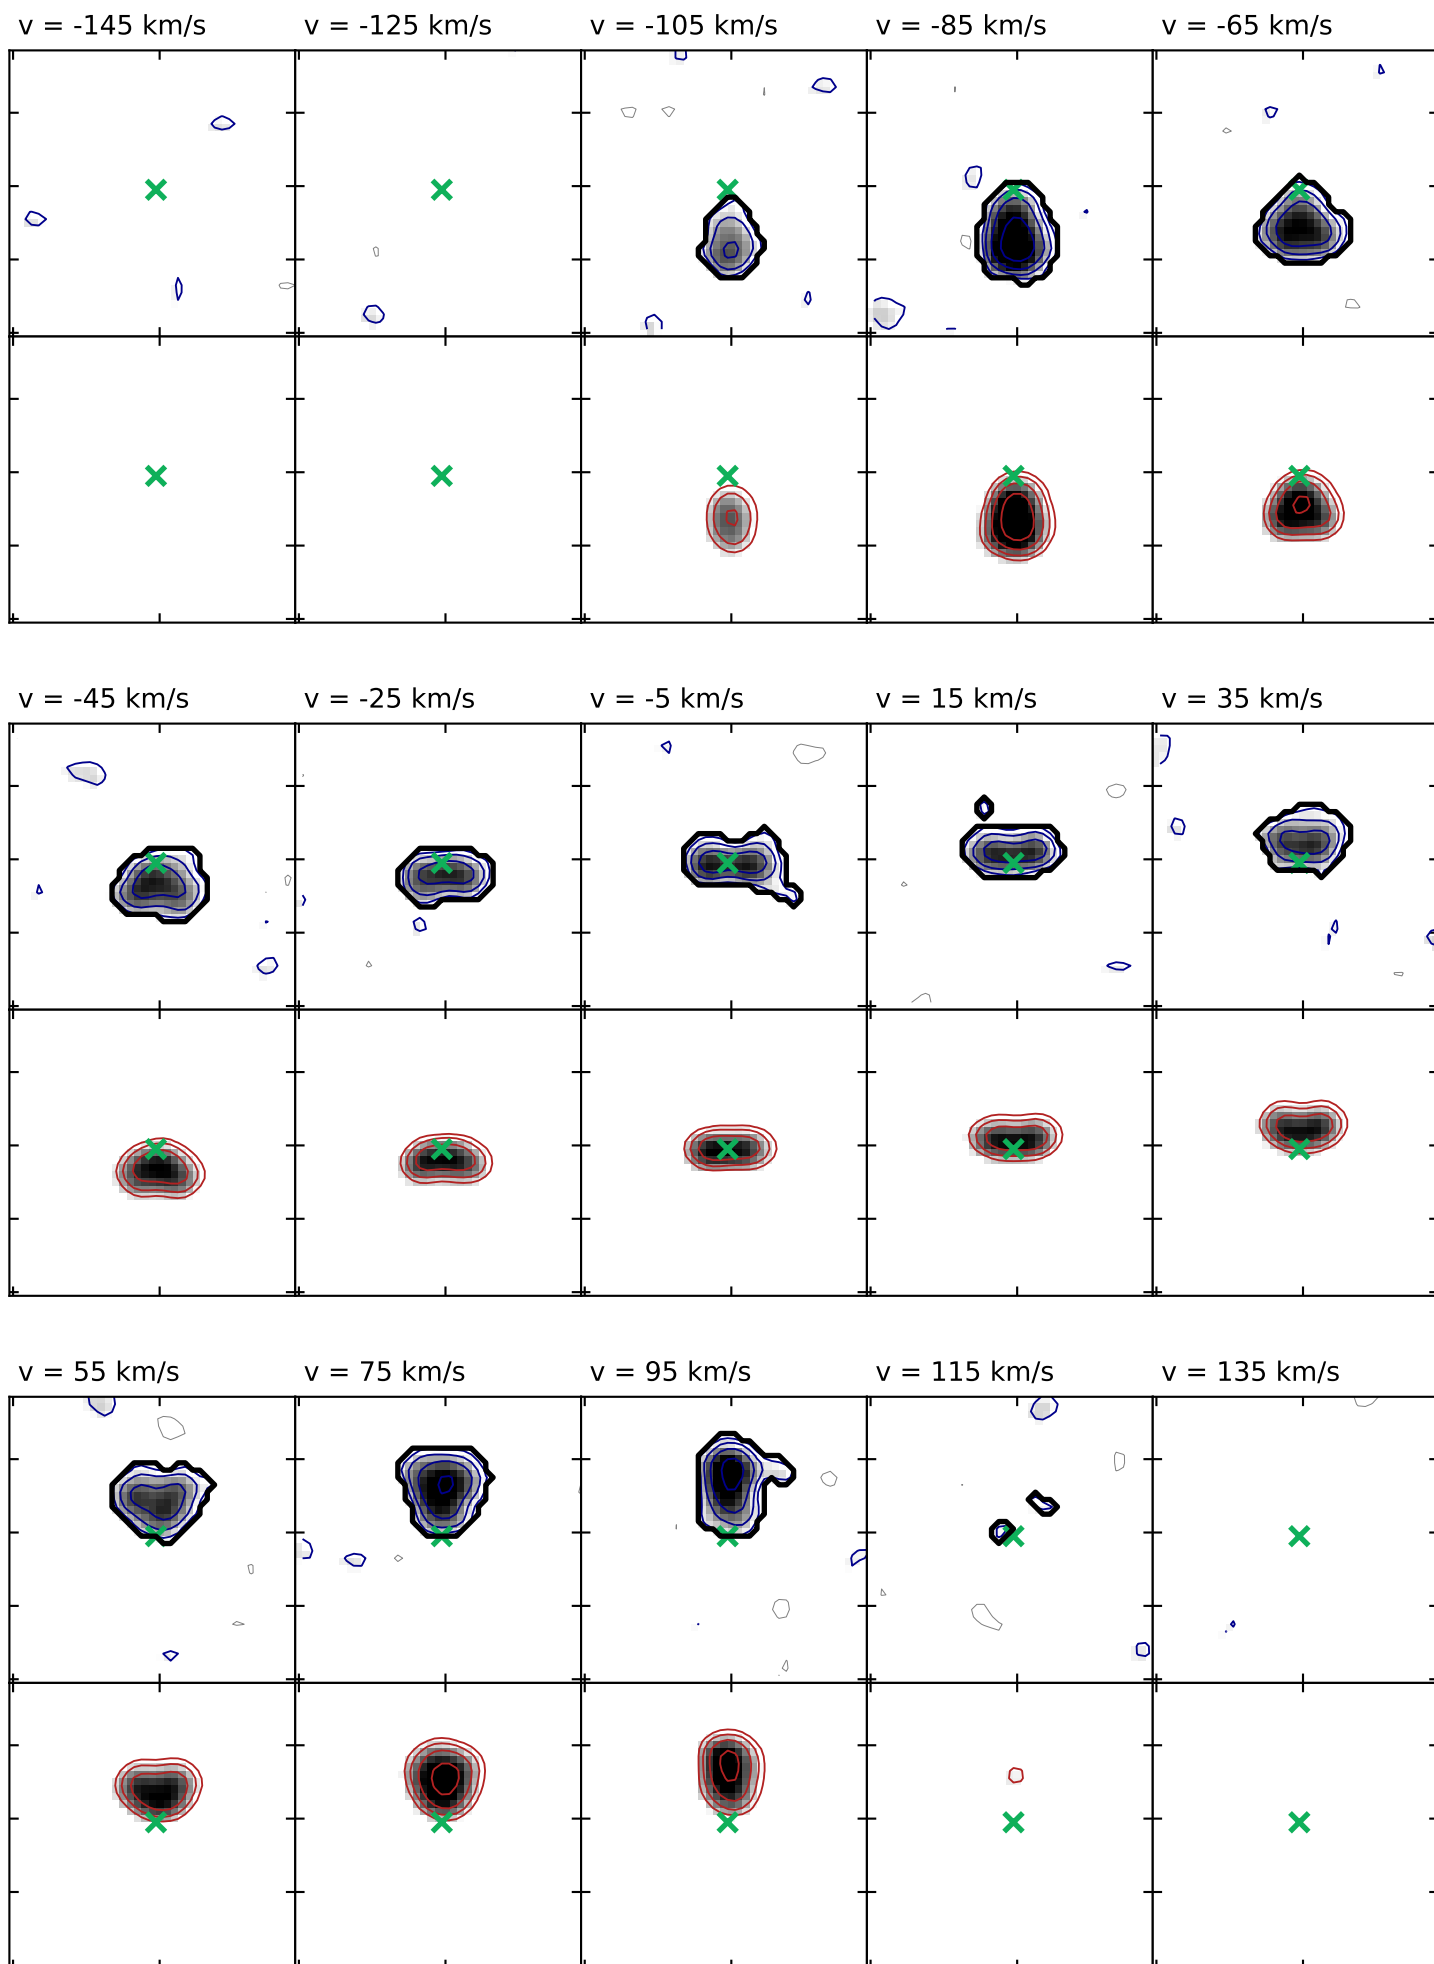 v = -145 km/s
v = -125 km/s
v = -105 km/s
v = -85 km/s
v = -65 km/s
v = -45 km/s
v = -25 km/s
v = -5 km/s
v = 15 km/s
v = 35 km/s
v = 55 km/s
v = 75 km/s
v = 95 km/s
v = 115 km/s
v = 135 km/s